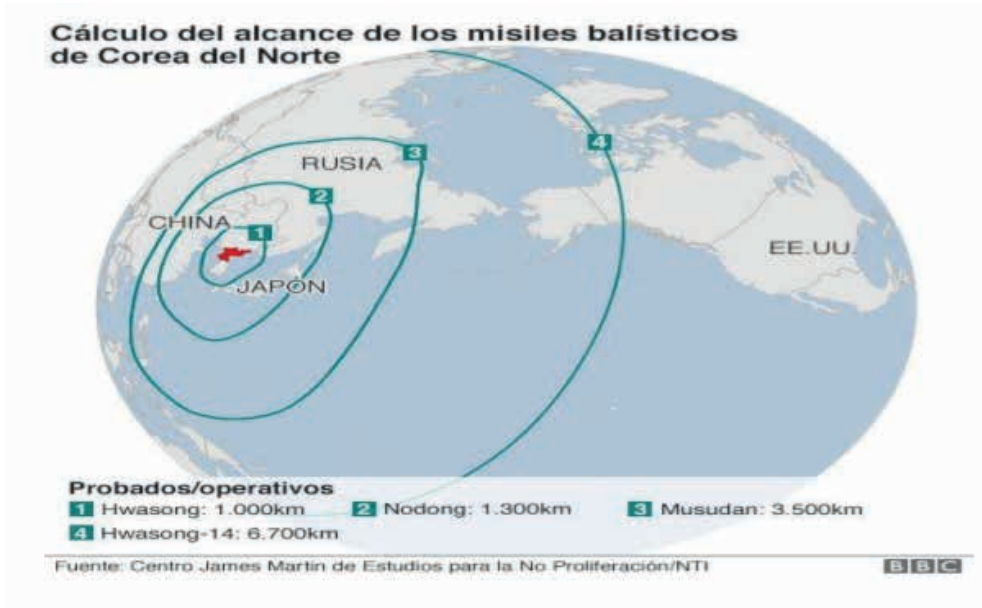 Cálculo del alcance de los misiles balísticos
de Corea del Norte
4
3
RUSIA
2
CHINA
1
EE.UU.
JAPÓN
Probados/operativos
1 Hwasong: 1.000km 2 Nodong: 1.300km 3 Musudan: 3.500km
4 Hwasong-14: 6.700km
Fuente: Centro James Martin de Estudios para la No Proliferación/NTI BBC